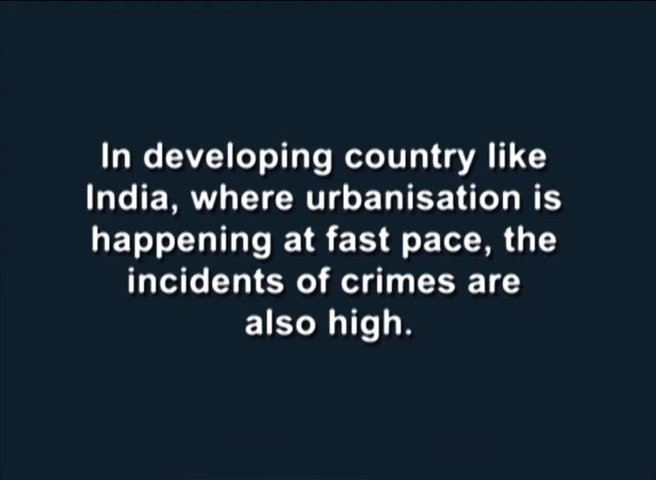 In developing country like
India, where urbanisation is
happening at fast pace, the
incidents of crimes are
also high.